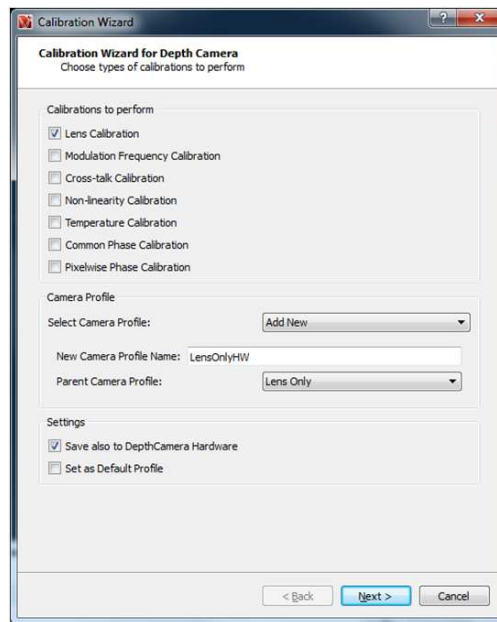 Calibration Wizard
Calibration Wizard for Depth Camera
Choose types of calibrations to perform
Calibrations to perform
Lens Calibration
Modulation Frequency Calibration
Cross-talk Calibration
Non-linearity Calibration
Temperature Calibration
Common Phase Calibration
Pixelwise Phase Calibration
Camera Profile
Select Camera Profile: Add New
New Camera Profile Name: LensOnlyHW
Parent Camera Profile: Lens Only
Settings
Save also to DepthCamera Hardware
Set as Default Profile
< Back Next > Cancel